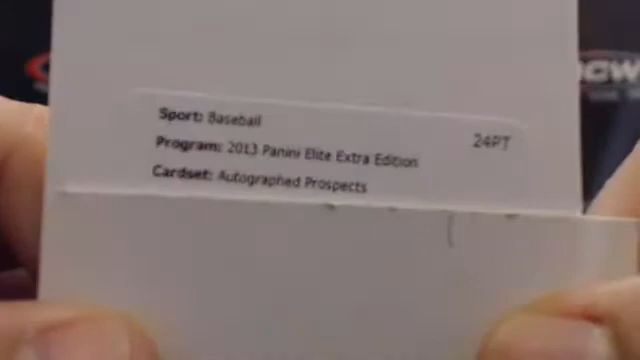 Sport: Baseball
24PT
Program: 2013 Panini Elite Extra Edition
Cardset: Autographed Prospects